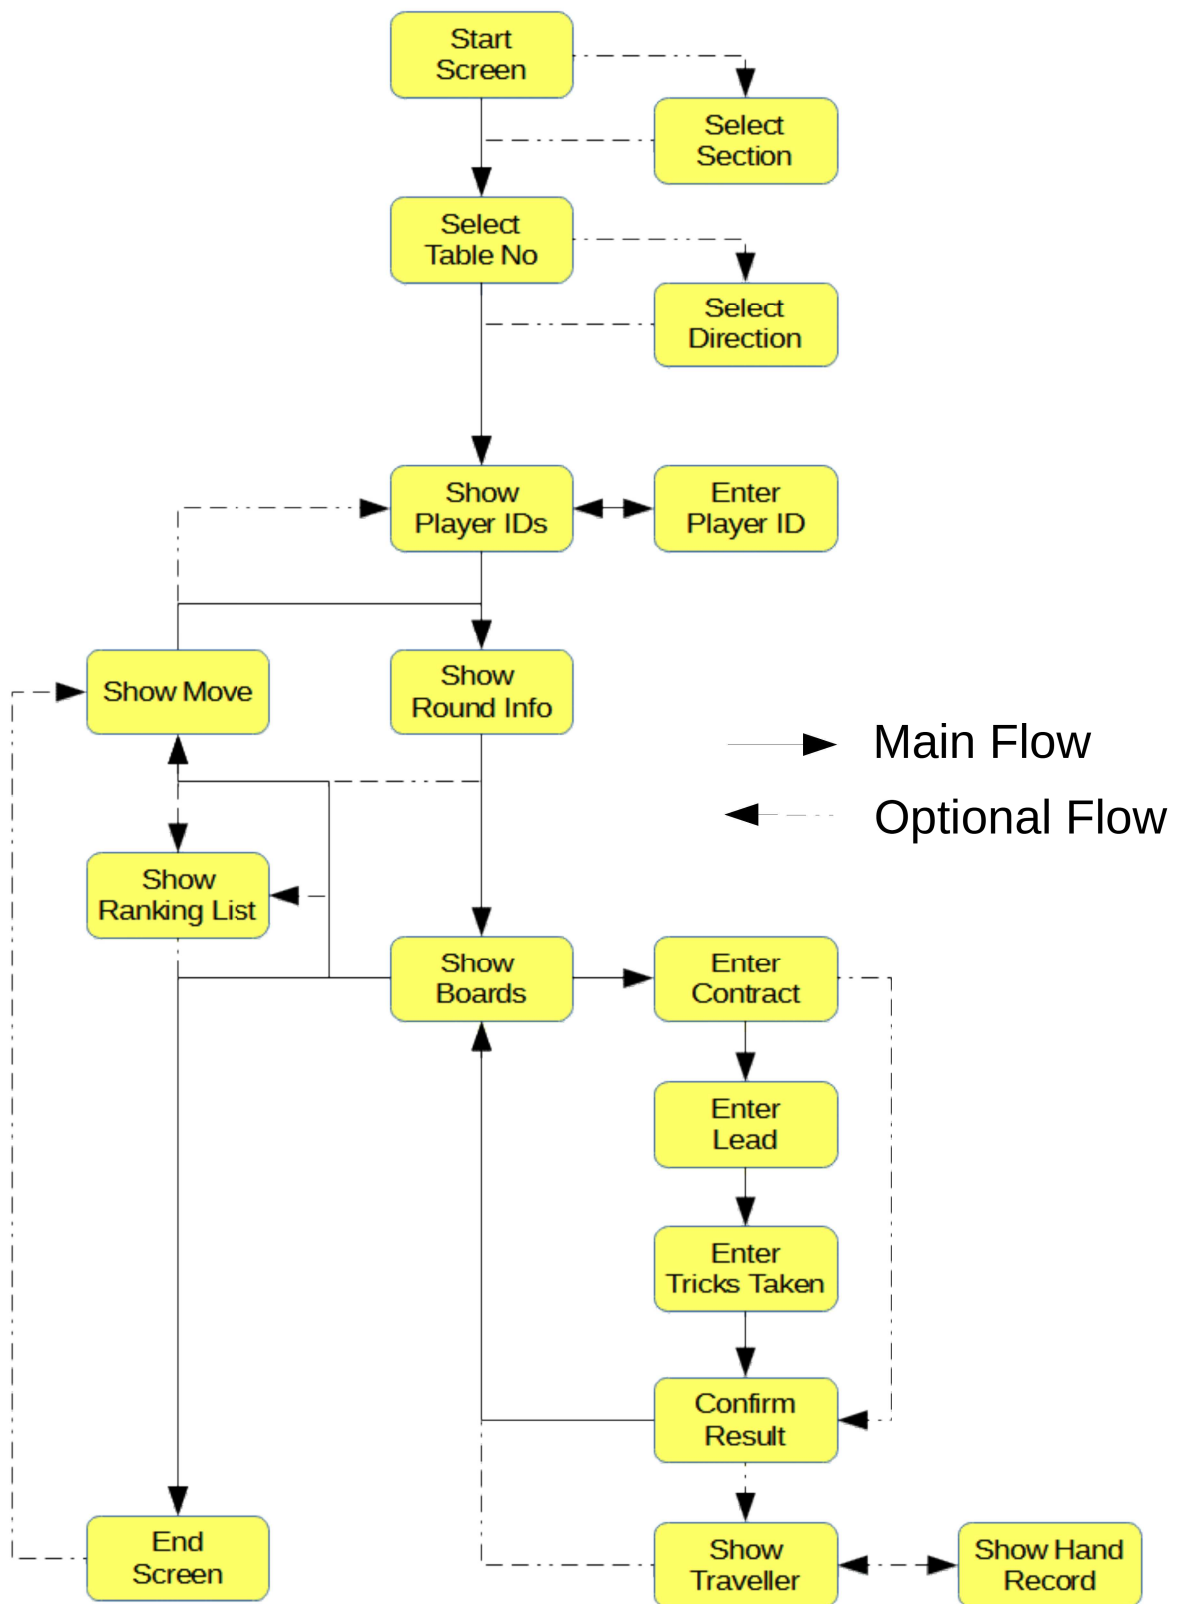 Start
Screen
Select
Section
Select
Table No
Select
Direction
Show
Player IDs
Enter
Player ID
Show Move
Show
Round Info
Main Flow
Optional Flow
Show
Ranking List
Show
Boards
Enter
Contract
Enter
Lead
Enter
Tricks Taken
Confirm
Result
End
Screen
Show
Traveller
Show Hand
Record